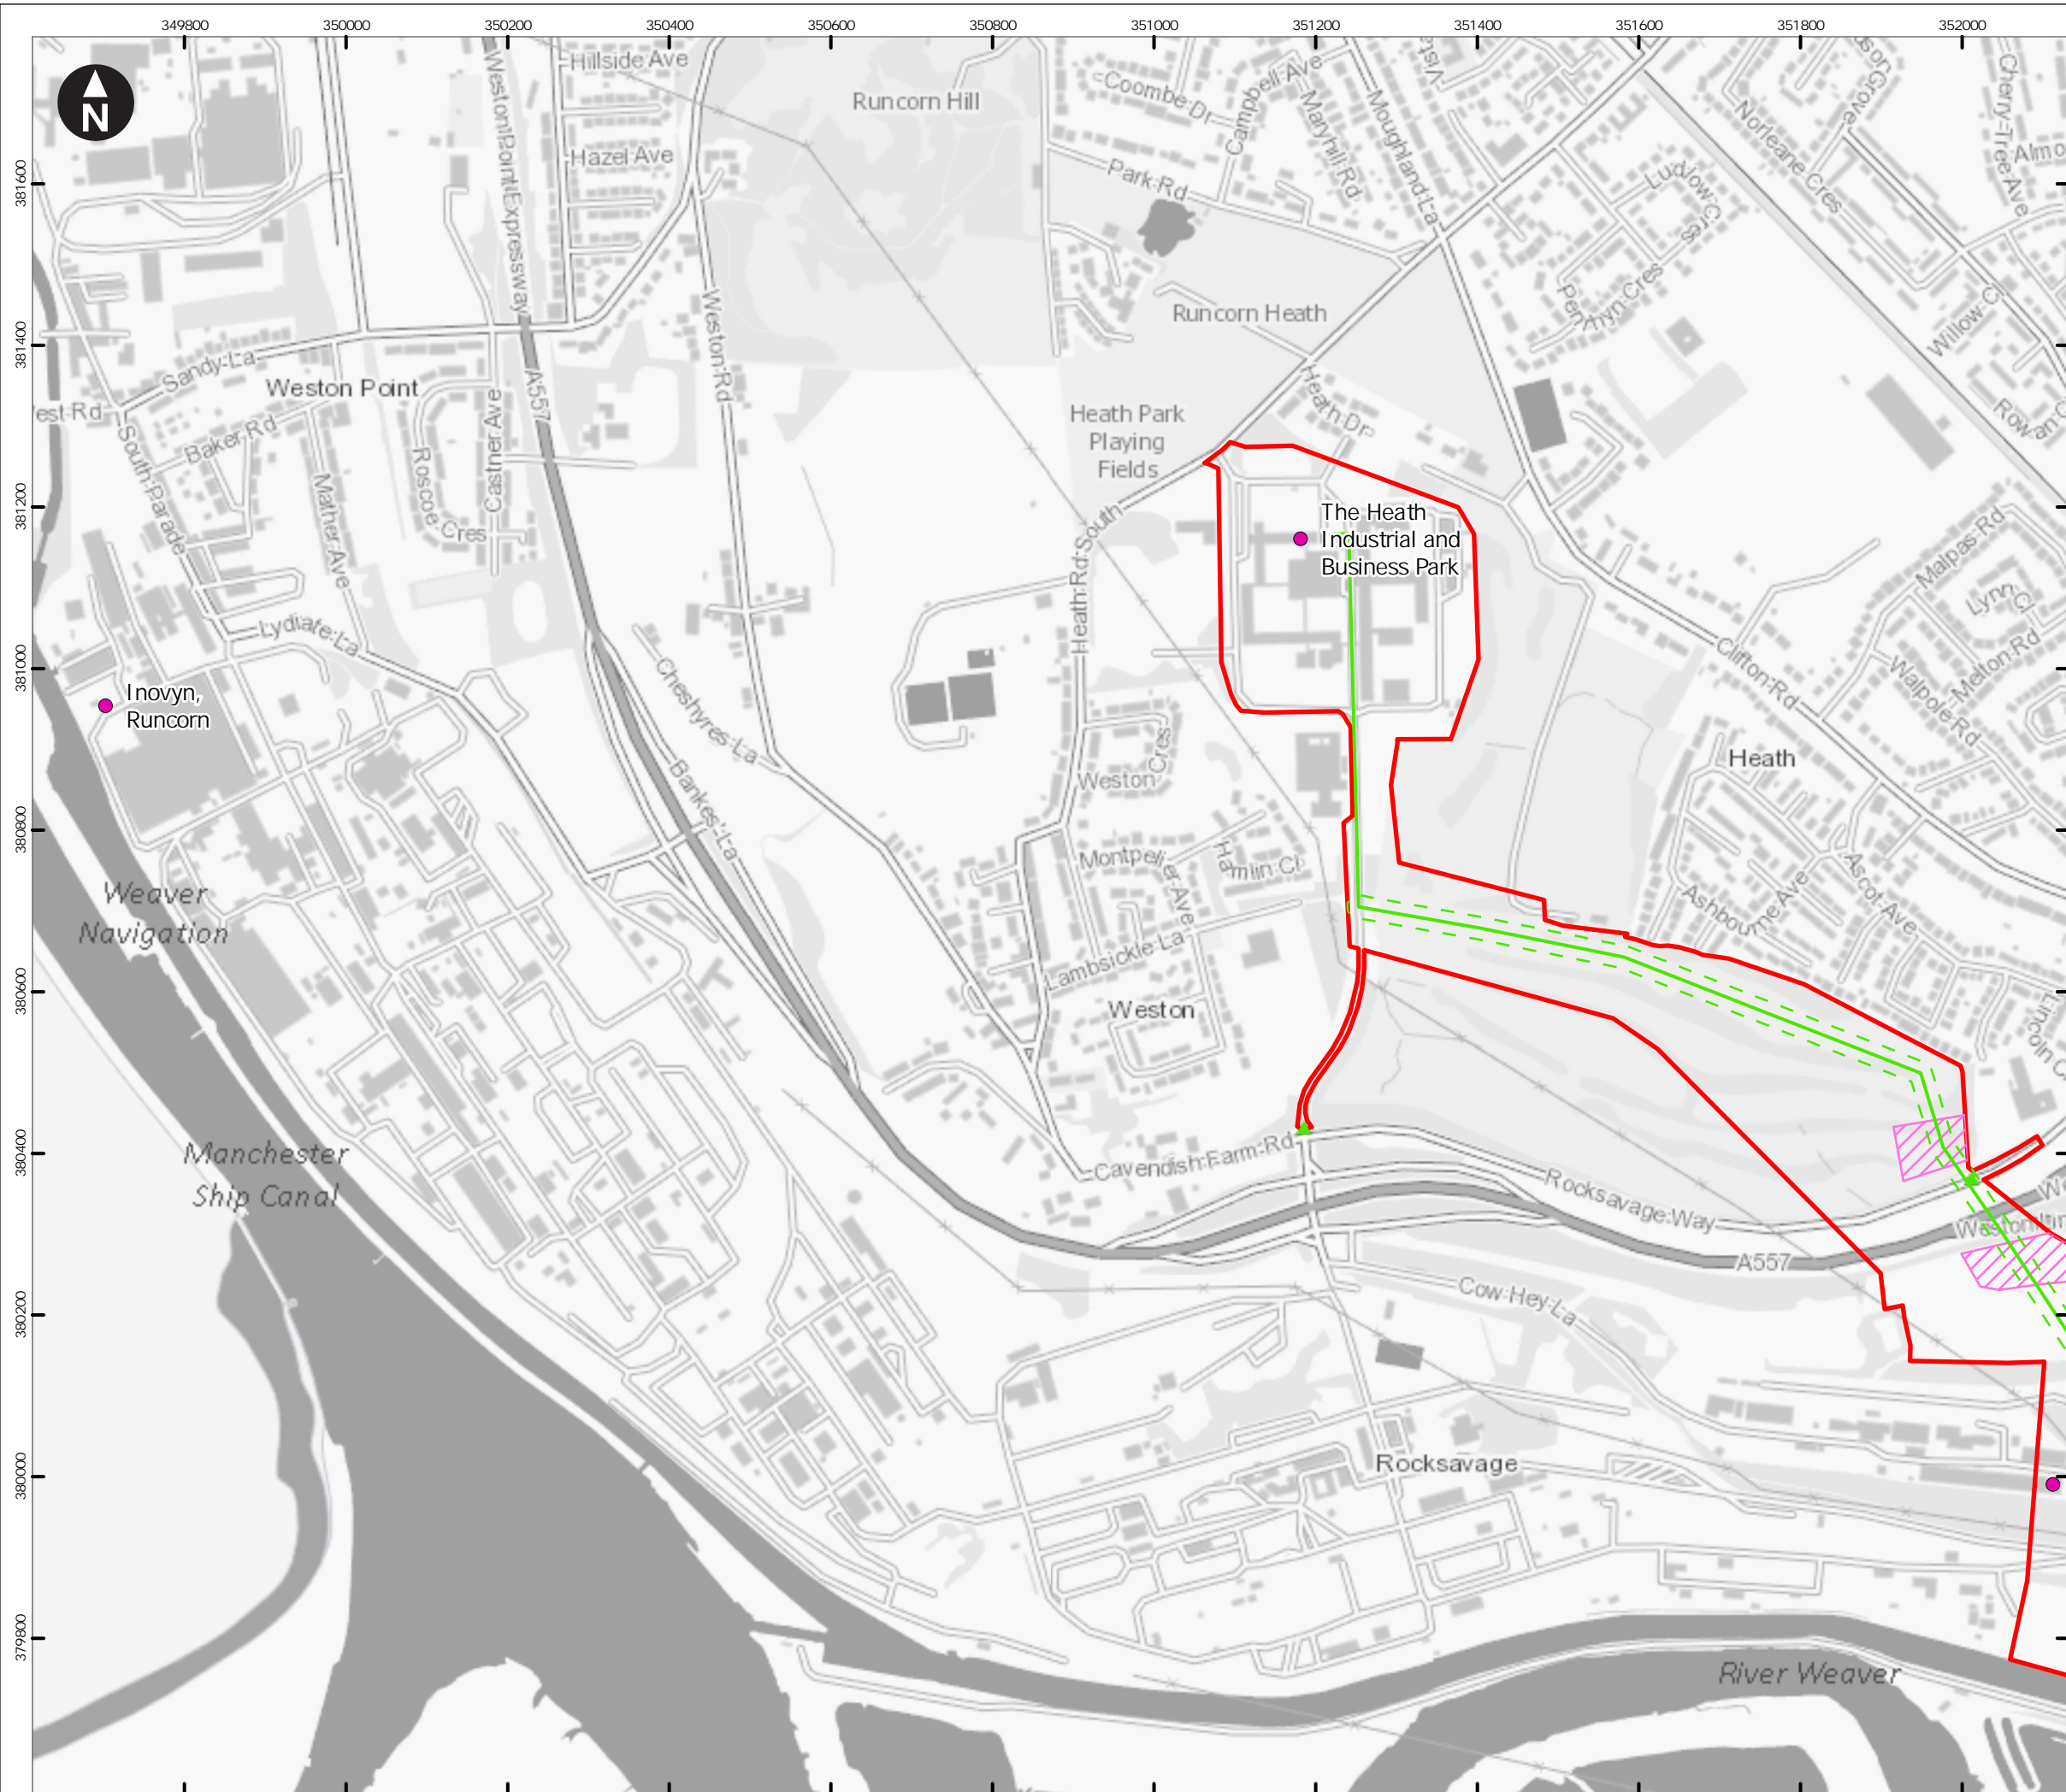 349800
350000
350200
350400
350600
350800
351000
351200
351400
351600
351800
352000
381600
381400
381200
381000
380800
380600
380400
380200
380000
379800
N
Hillside Ave
Runcorn Hill
Coombe Dr
Campbell Ave
Maryhill Rd
Moughland La
Norleane Cres
Cherry Tree Ave
Weston Point Expressway
Hazel Ave
Park Rd
Ludlow Cres
Penrhyn Cres
Willow C
Runcorn Heath
Weston Rd
Sandy La
Weston Point
A557
est Rd
South Parade
Baker Rd
Mather Ave
Roscoe Cres
Castner Ave
Heath Park
Playing
Fields
Heath Dr
Rowan
The Heath
Industrial and
Business Park
Heath Rd South
Malpas Rd
Lynn Cl
Melton Rd
Walpole Rd
Clifton Rd
Lydiate La
Inovyn,
Runcorn
Cheshyres La
Bankes' La
Weston Cres
Heath
Montpelier Ave
Hamlin Cl
Ashbourne Ave
Ascot Ave
Weaver
Navigation
Lambsickle La
Weston
Lincoln C
Manchester
Ship Canal
Cavendish Farm Rd
Rocksavage Way
A557
Cow Hey La
Rocksavage
River Weaver